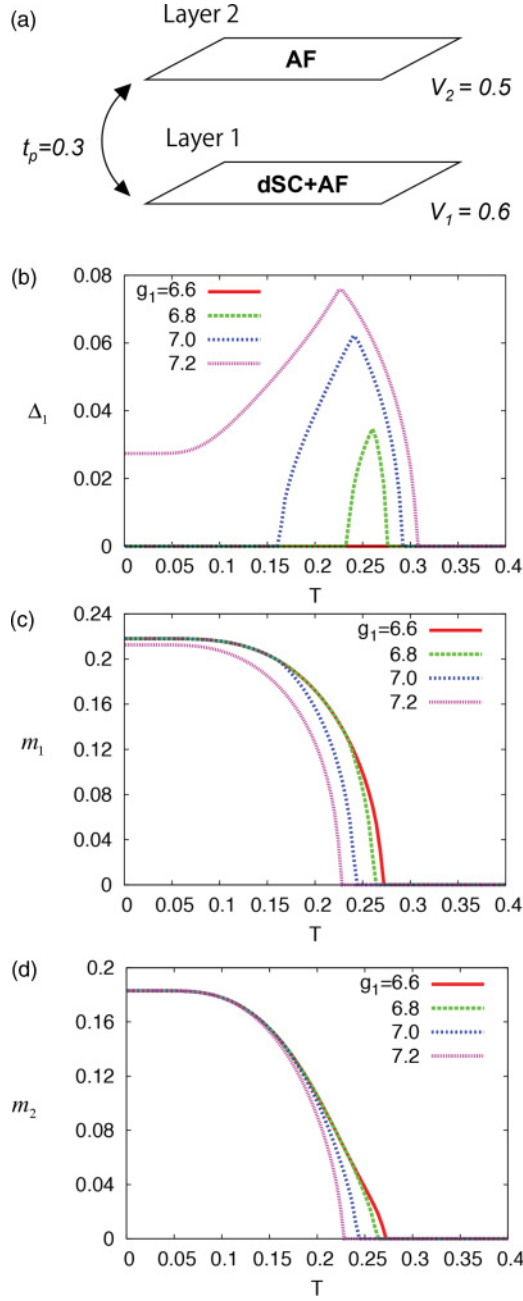 (a)
Layer 2
AF
V₂ = 0.5
tₚ=0.3
Layer 1
dSC+AF
V₁ = 0.6
(b)
0.08
g₁=6.6
6.8
0.06
7.0
7.2
Δ₁
0.04
0.02
0
0 0.05 0.1 0.15 0.2 0.25 0.3 0.35 0.4
T
(c)
0.24
g₁=6.6
0.2
6.8
7.0
0.16
7.2
m₁
0.12
0.08
0.04
0
0 0.05 0.1 0.15 0.2 0.25 0.3 0.35 0.4
T
(d)
0.2
g₁=6.6
0.16
6.8
7.0
7.2
0.12
m₂
0.08
0.04
0
0 0.05 0.1 0.15 0.2 0.25 0.3 0.35 0.4
T